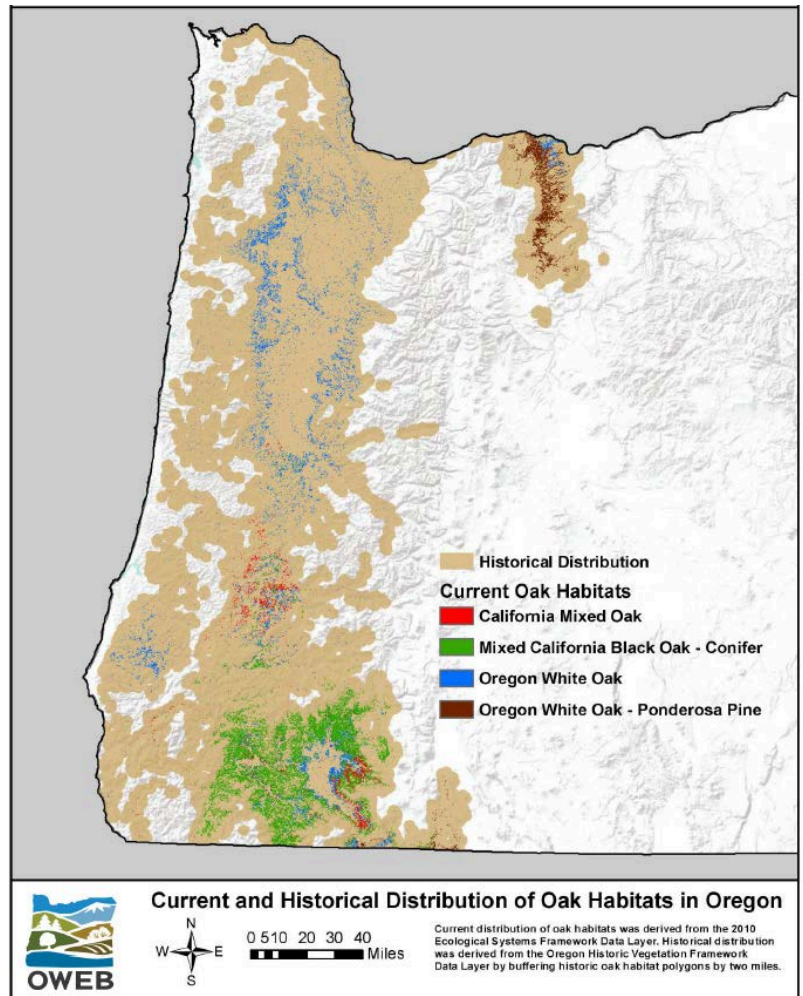 Historical Distribution
Current Oak Habitats
California Mixed Oak
Mixed California Black Oak - Conifer
Oregon White Oak
Oregon White Oak - Ponderosa Pine
Current and Historical Distribution of Oak Habitats in Oregon
N
W E
S
0 5 10 20 30 40
Miles
Current distribution of oak habitats was derived from the 2010
Ecological Systems Framework Data Layer. Historical distribution
was derived from the Oregon Historic Vegetation Framework
Data Layer by buffering historic oak habitat polygons by two miles.
OWEB